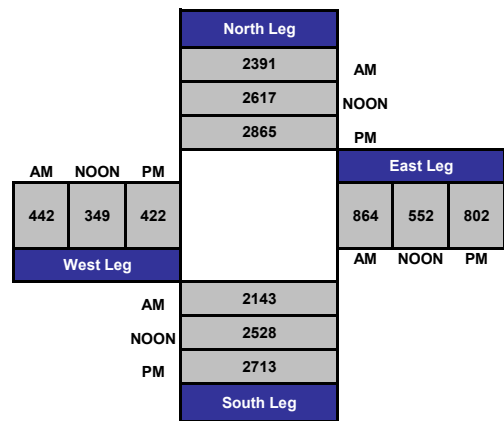 North Leg
2391 AM
2617 NOON
2865 PM
AM NOON PM East Leg
442 349 422 864 552 802
West Leg AM NOON PM
AM 2143
NOON 2528
PM 2713
South Leg